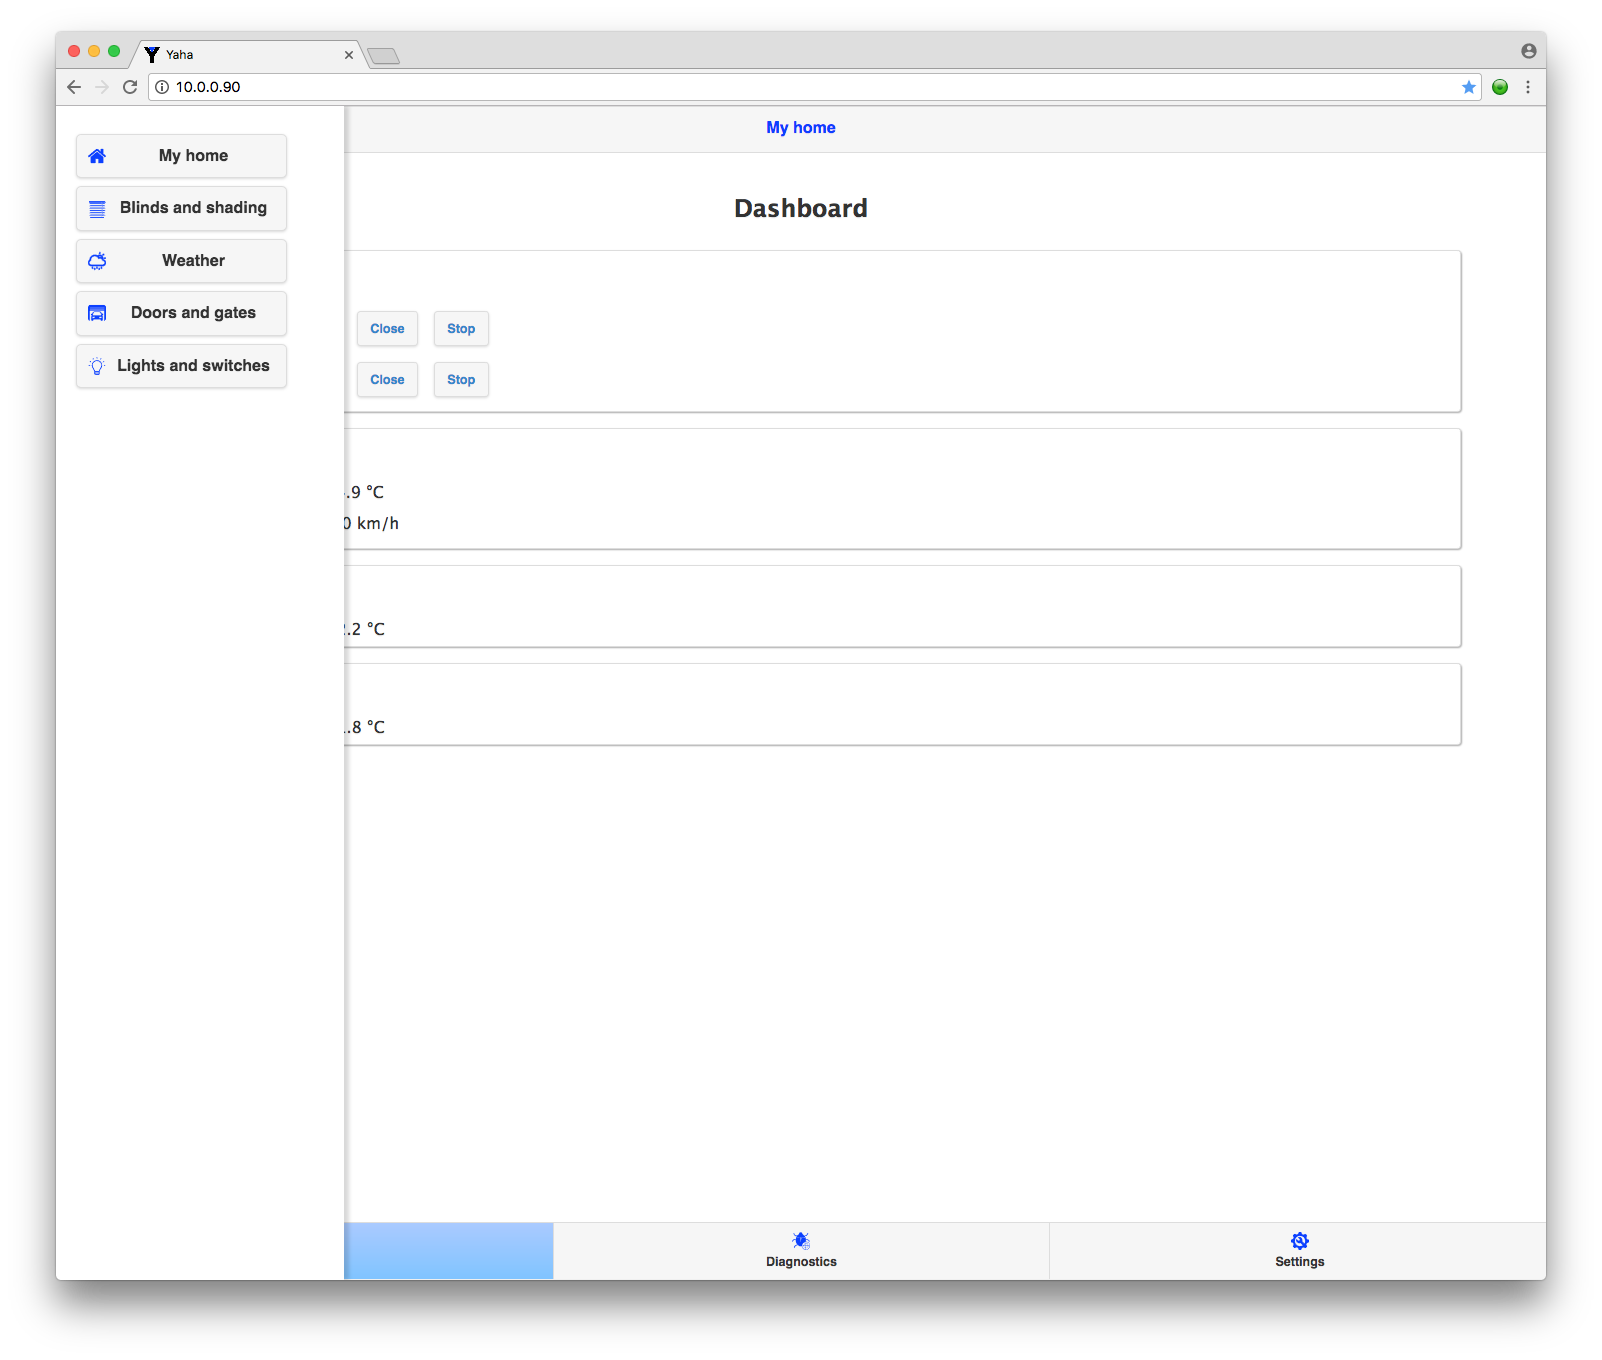 Yaha
10.0.0.90
My home
My home
Blinds and shading
Weather
Doors and gates
Lights and switches
Dashboard
Close Stop
Close Stop
.9 °C
0 km/h
.2 °C
.8 °C
Diagnostics
Settings